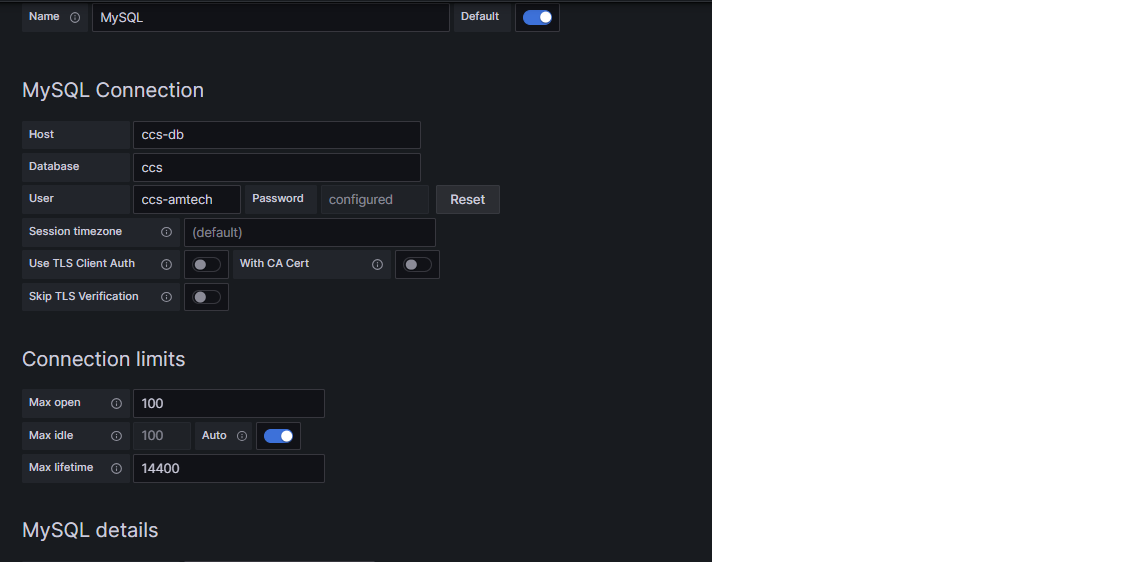 Name MySQL Default
MySQL Connection
Host ccs-db
Database ccs
User ccs-amtech Password configured Reset
Session timezone (default)
Use TLS Client Auth With CA Cert
Skip TLS Verification
Connection limits
Max open 100
Max idle 100 Auto
Max lifetime 14400
MySQL details